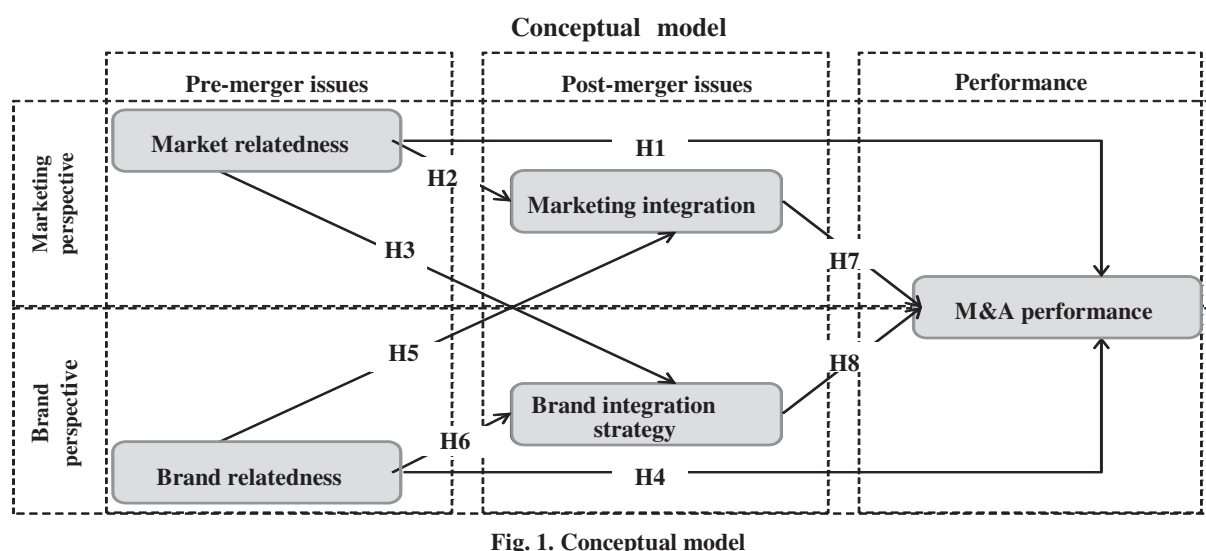 Conceptual model
Pre-merger issues
Post-merger issues
Performance
Marketing
perspective
Market relatedness
H1
H2
Marketing integration
H3
H7
M&A performance
Brand
perspective
H5
H8
Brand integration
strategy
H6
Brand relatedness
H4
Fig. 1. Conceptual model